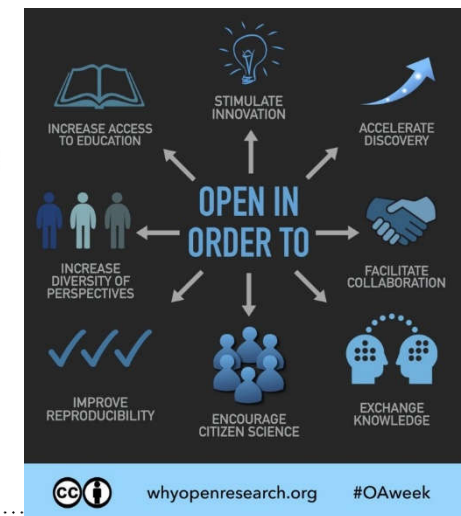 STIMULATE
INNOVATION
INCREASE ACCESS
TO EDUCATION
ACCELERATE
DISCOVERY
OPEN IN
ORDER TO
INCREASE
DIVERSITY OF
PERSPECTIVES
FACILITATE
COLLABORATION
IMPROVE
REPRODUCIBILITY
ENCOURAGE
CITIZEN SCIENCE
EXCHANGE
KNOWLEDGE
cc
whyopenresearch.org
#OAweek
...